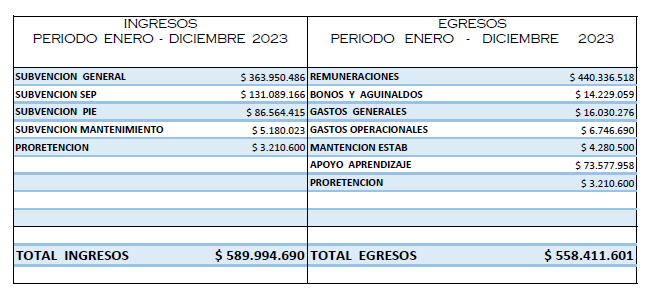 INGRESOS EGRESOS
PERIODO ENERO - DICIEMBRE 2023 PERIODO ENERO - DICIEMBRE 2023
SUBVENCION GENERAL $ 363.950.486 REMUNERACIONES $ 440.336.518
SUBVENCION SEP $ 131.089.166 BONOS Y AGUINALDOS $ 14.229.059
SUBVENCION PIE $ 86.564.415 GASTOS GENERALES $ 16.030.276
SUBVENCION MANTENIMIENTO $ 5.180.023 GASTOS OPERACIONALES $ 6.746.690
PRORETENCION $ 3.210.600 MANTENCION ESTAB $ 4.280.500
APOYO APRENDIZAJE $ 73.577.958
PRORETENCION $ 3.210.600
TOTAL INGRESOS $ 589.994.690 TOTAL EGRESOS $ 558.411.601